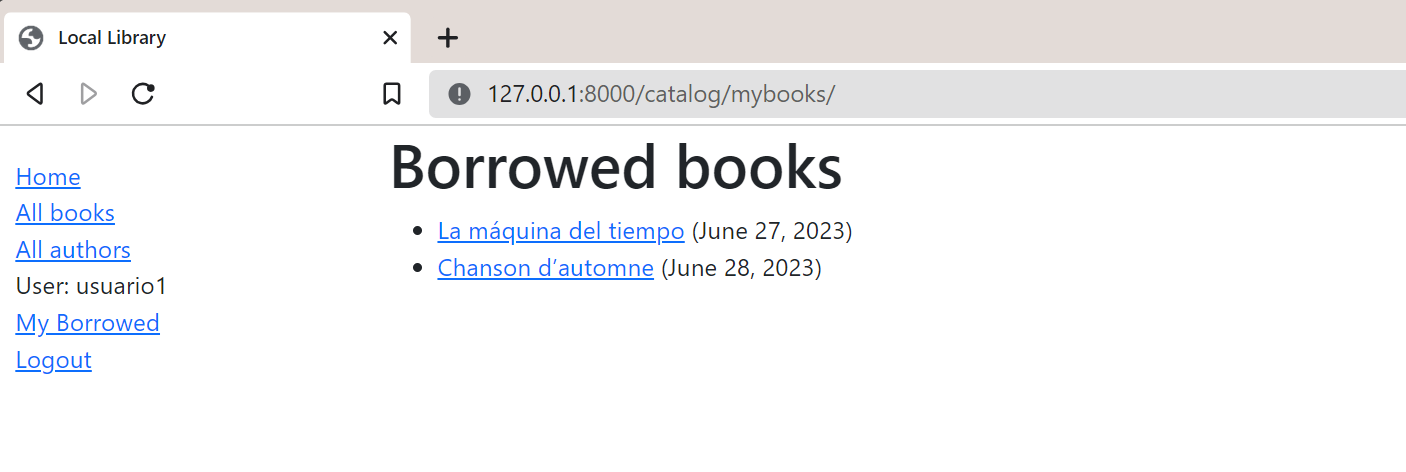 Local Library
127.0.0.1:8000/catalog/mybooks/
Home
All books
All authors
User: usuario1
My Borrowed
Logout
Borrowed books
La máquina del tiempo (June 27, 2023)
Chanson d’automne (June 28, 2023)